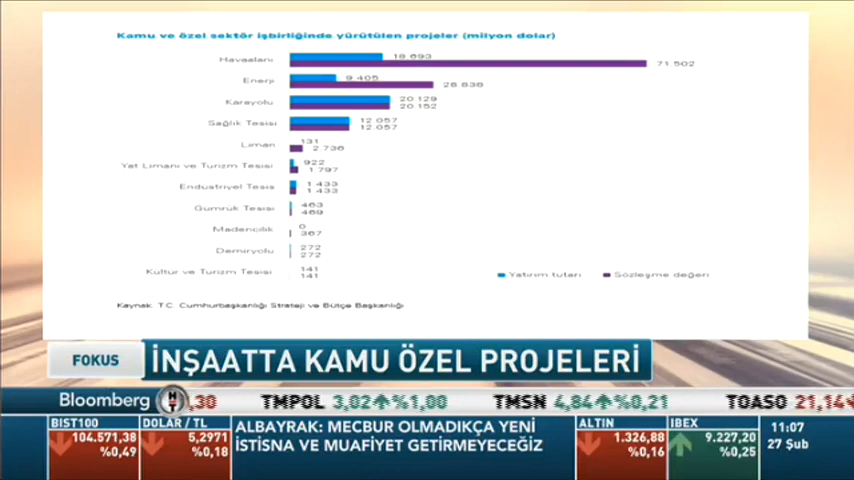 Kamu ve özel sektör işbirliğinde yürütülen projeler (milyon dolar)
Havaalanı 18.693
71.502
Enerji 9.405
28.838
Karayolu 20.129
20.152
Sağlık Tesisi 12.057
12.057
Liman 131
2.736
Yat Limanı ve Turizm Tesisi 922
1.797
Endüstriyel Tesis 1.433
1.433
Gümrük Tesisi 463
469
Madencilik 0
367
Demiryolu 272
272
Kültür ve Turizm Tesisi 141
141
Yatırım tutarı Sözleşme değeri
Kaynak: T.C. Cumhurbaşkanlığı Strateji ve Bütçe Başkanlığı
FOKUS İNŞAATTA KAMU ÖZEL PROJELERİ
Bloomberg HT ,30 TMPOL 3,02 %1,00 TMSN 4,84 %0,21 TOASO 21,14
BIST100 104.571,38 %0,49
DOLAR / TL 5,2971 %0,18
ALBAYRAK: MECBUR OLMADIKÇA YENİ
İSTİSNA VE MUAFİYET GETİRMEYECEĞİZ
ALTIN 1.326,88 %0,16
IBEX 9.227,20 %0,25
11:07
27 Şub